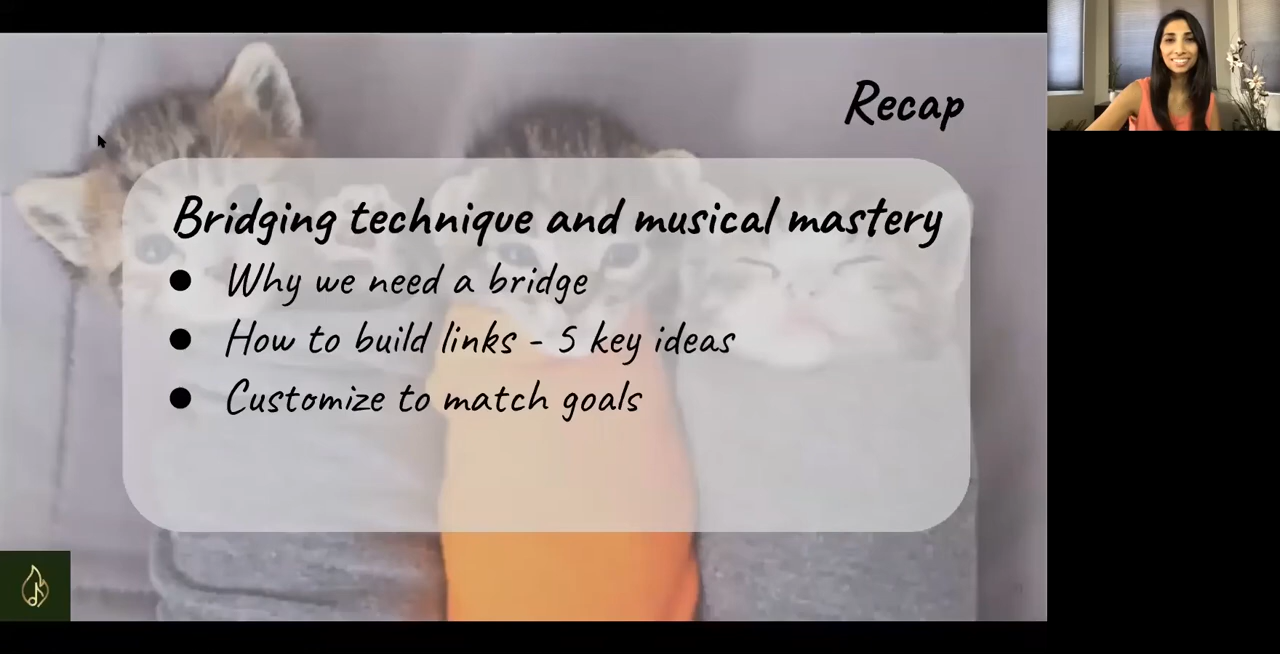 Recap
Bridging technique and musical mastery
● Why we need a bridge
● How to build links - 5 key ideas
● Customize to match goals